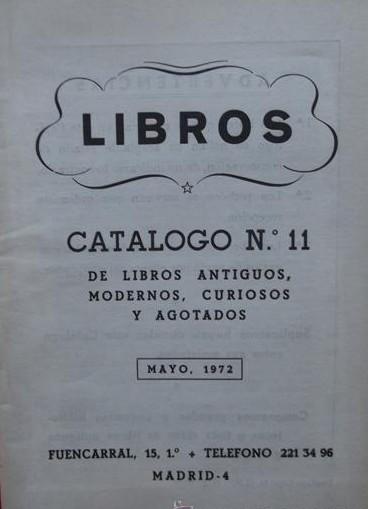 LIBROS
CATALOGO N.º 11
DE LIBROS ANTIGUOS,
MODERNOS, CURIOSOS
Y AGOTADOS
MAYO, 1972
FUENCARRAL, 15, 1.º + TELEFONO 221 34 96
MADRID-4